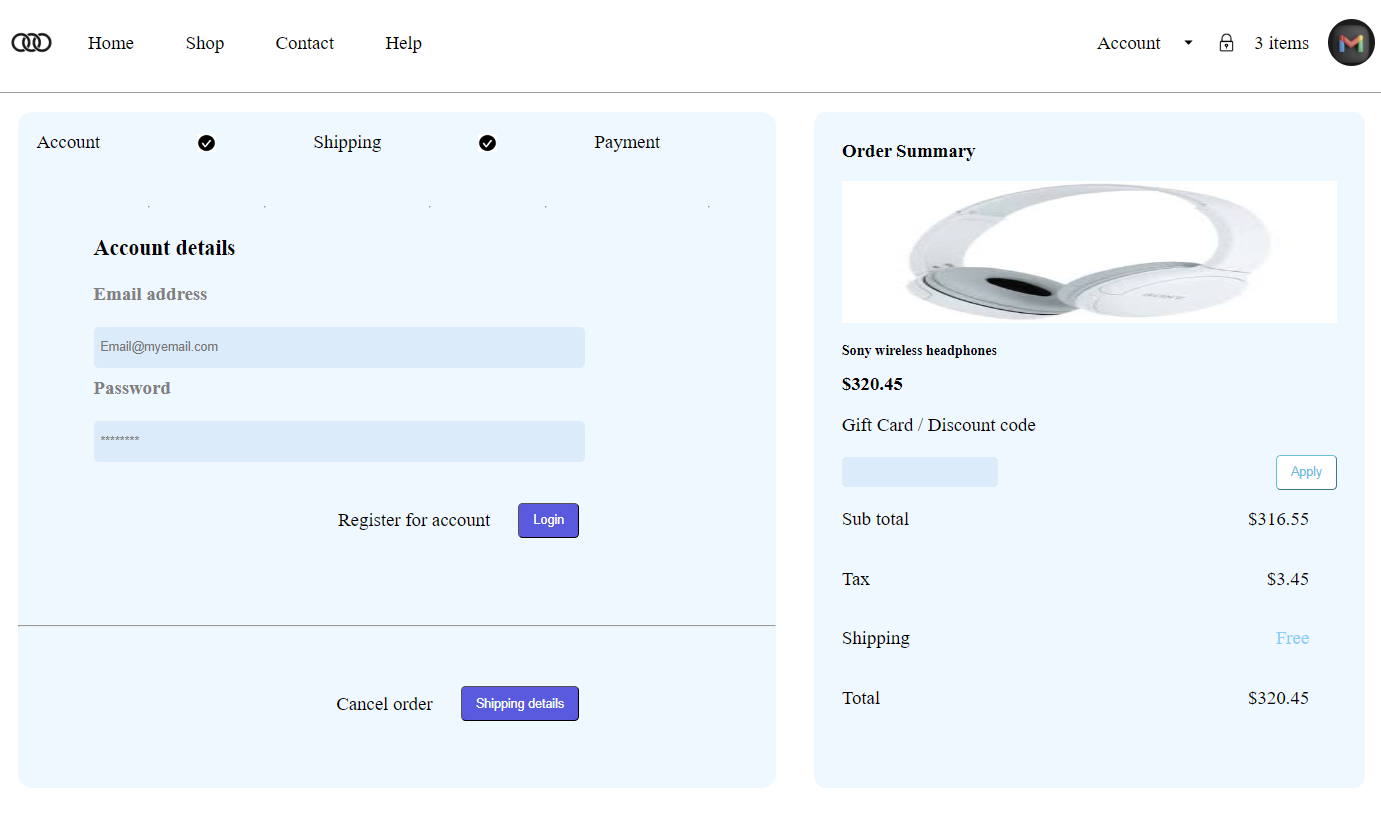 Home Shop Contact Help Account 3 items
Account Shipping Payment
Account details
Email address
Email@myemail.com
Password
********
Register for account Login
Cancel order Shipping details
Order Summary
SONY
Sony wireless headphones
$320.45
Gift Card / Discount code
Apply
Sub total $316.55
Tax $3.45
Shipping Free
Total $320.45